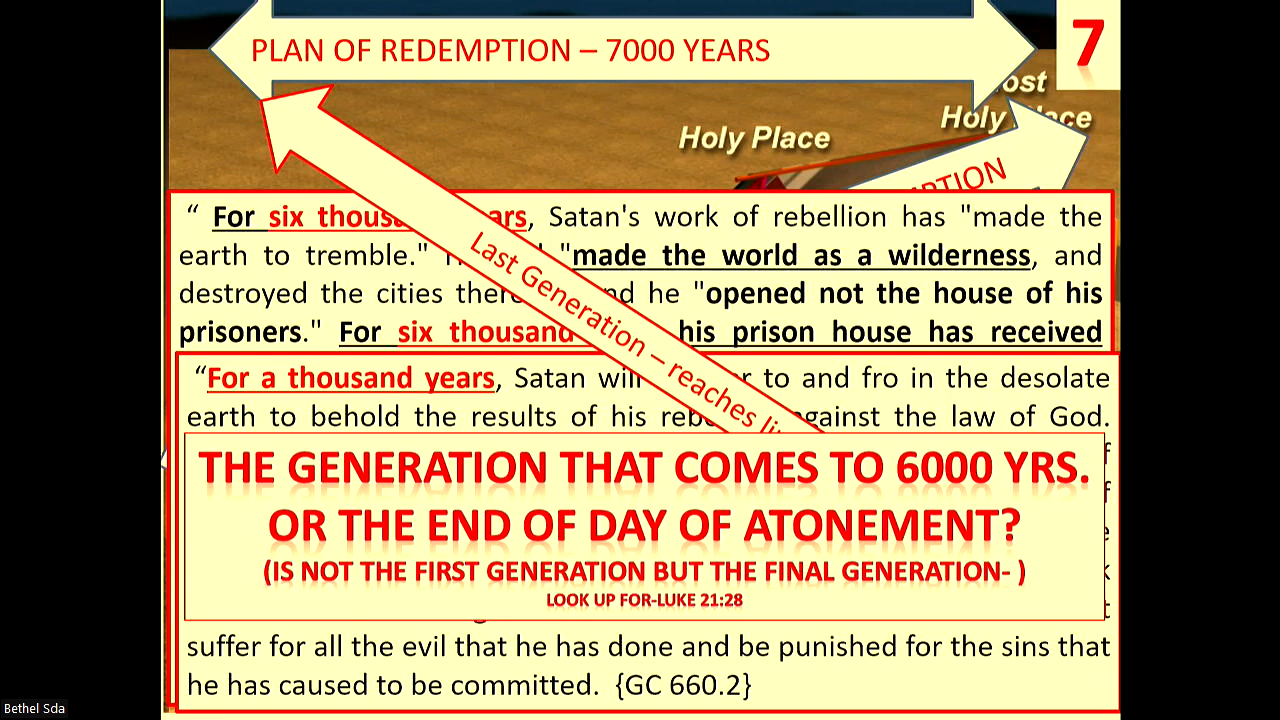 PLAN OF REDEMPTION – 7000 YEARS
7
Holy Place
Holy
“ For six, Satan's work of rebellion has "made the
earth to tremble." "made the world as a wilderness, and
destroyed the cities and he "opened not the house of his
prisoners." For six thousand his prison house has received
Last Generation – reaches
“For a thousand years, Satan to and fro in the desolate
earth to behold the results of his against the law of God.
THE GENERATION THAT COMES TO 6000 YRS.
OR THE END OF DAY OF ATONEMENT?
(IS NOT THE FIRST GENERATION BUT THE FINAL GENERATION- )
LOOK UP FOR-LUKE 21:28
suffer for all the evil that he has done and be punished for the sins that
he has caused to be committed. {GC 660.2}
Bethel Sda